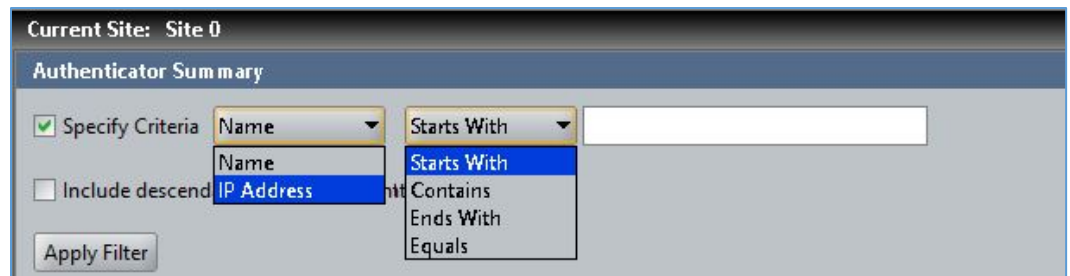 Current Site: Site 0
Authenticator Summary
Specify Criteria Name Starts With
Name Starts With
Include descend IP Address Contains
Ends With
Apply Filter Equals